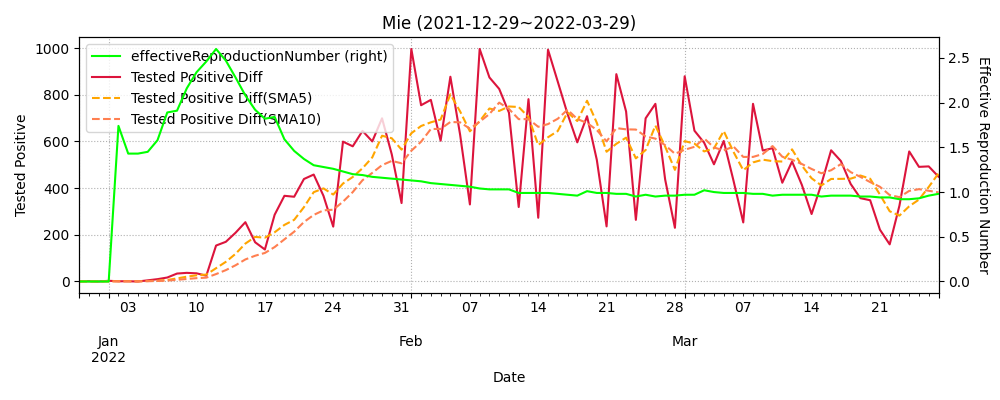 Mie (2021-12-29~2022-03-29)
effectiveReproductionNumber (right)
Tested Positive Diff
Tested Positive Diff(SMA5)
Tested Positive Diff(SMA10)
Tested Positive
1000
800
600
400
200
0
Effective Reproduction Number
2.5
2.0
1.5
1.0
0.5
0.0
03 10 17 24 31 07 14 21 28 07 14 21
Jan Feb Mar
2022
Date